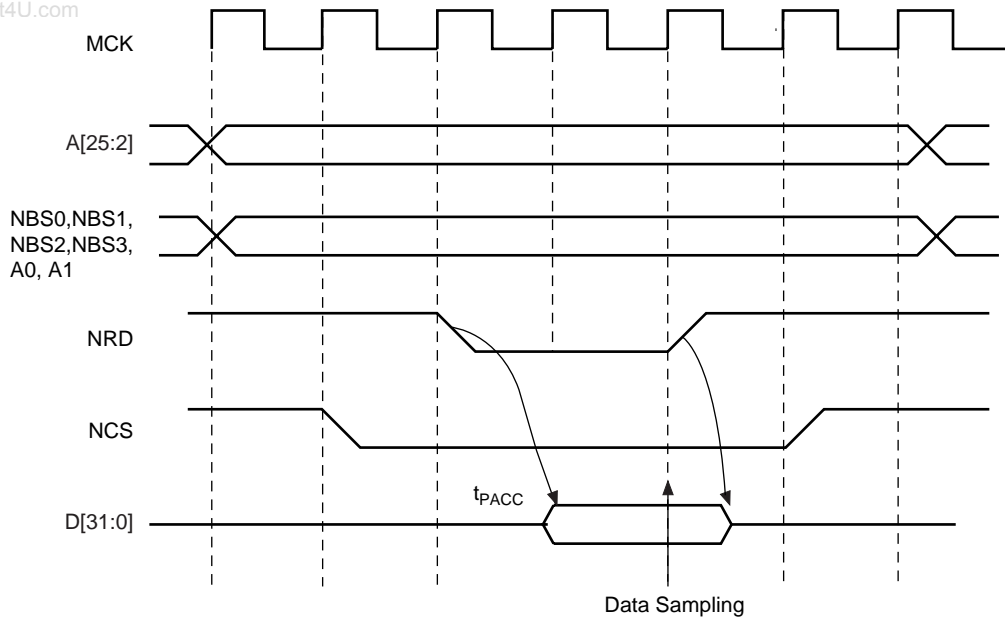 t4U.com
MCK
A[25:2]
NBS0,NBS1,
NBS2,NBS3,
A0, A1
NRD
NCS
tPACC
D[31:0]
Data Sampling